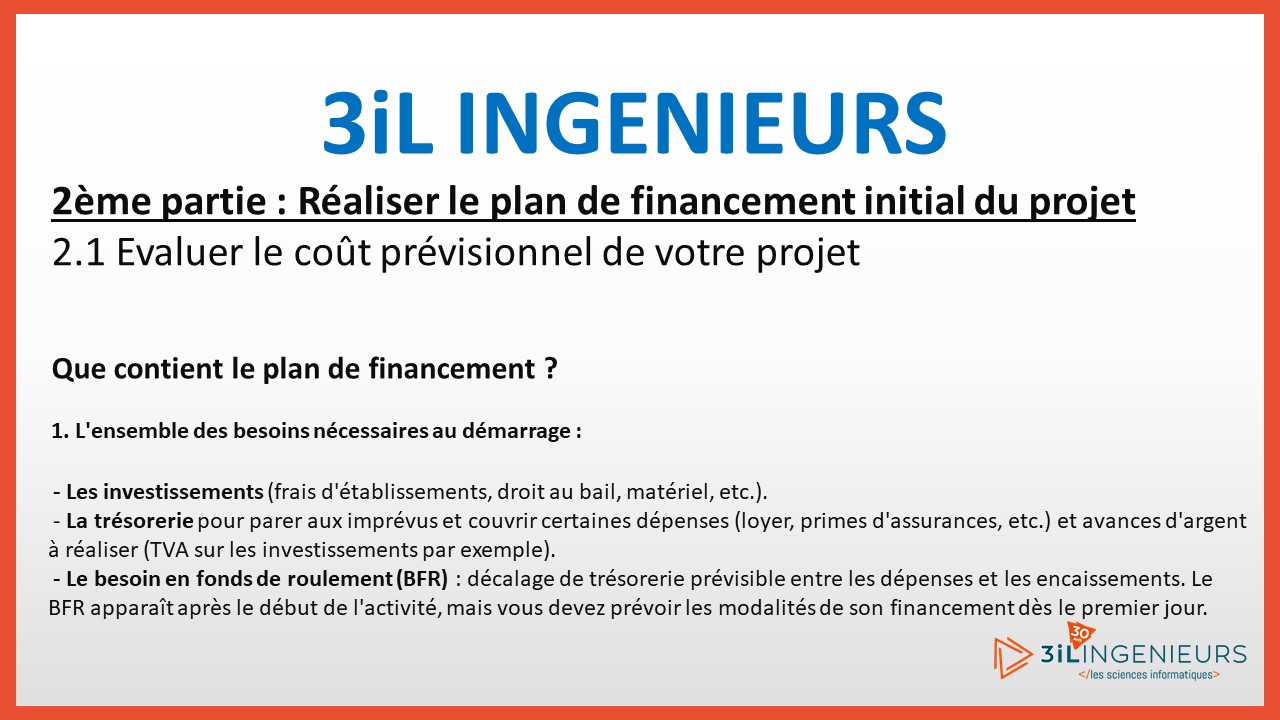 3iL INGENIEURS
2ème partie : Réaliser le plan de financement initial du projet
2.1 Evaluer le coût prévisionnel de votre projet
Que contient le plan de financement ?
1. L'ensemble des besoins nécessaires au démarrage :
- Les investissements (frais d'établissements, droit au bail, matériel, etc.).
- La trésorerie pour parer aux imprévus et couvrir certaines dépenses (loyer, primes d'assurances, etc.) et avances d'argent
à réaliser (TVA sur les investissements par exemple).
- Le besoin en fonds de roulement (BFR) : décalage de trésorerie prévisible entre les dépenses et les encaissements. Le
BFR apparaît après le début de l'activité, mais vous devez prévoir les modalités de son financement dès le premier jour.
30
3iLINGENIEURS
</les sciences informatiques>